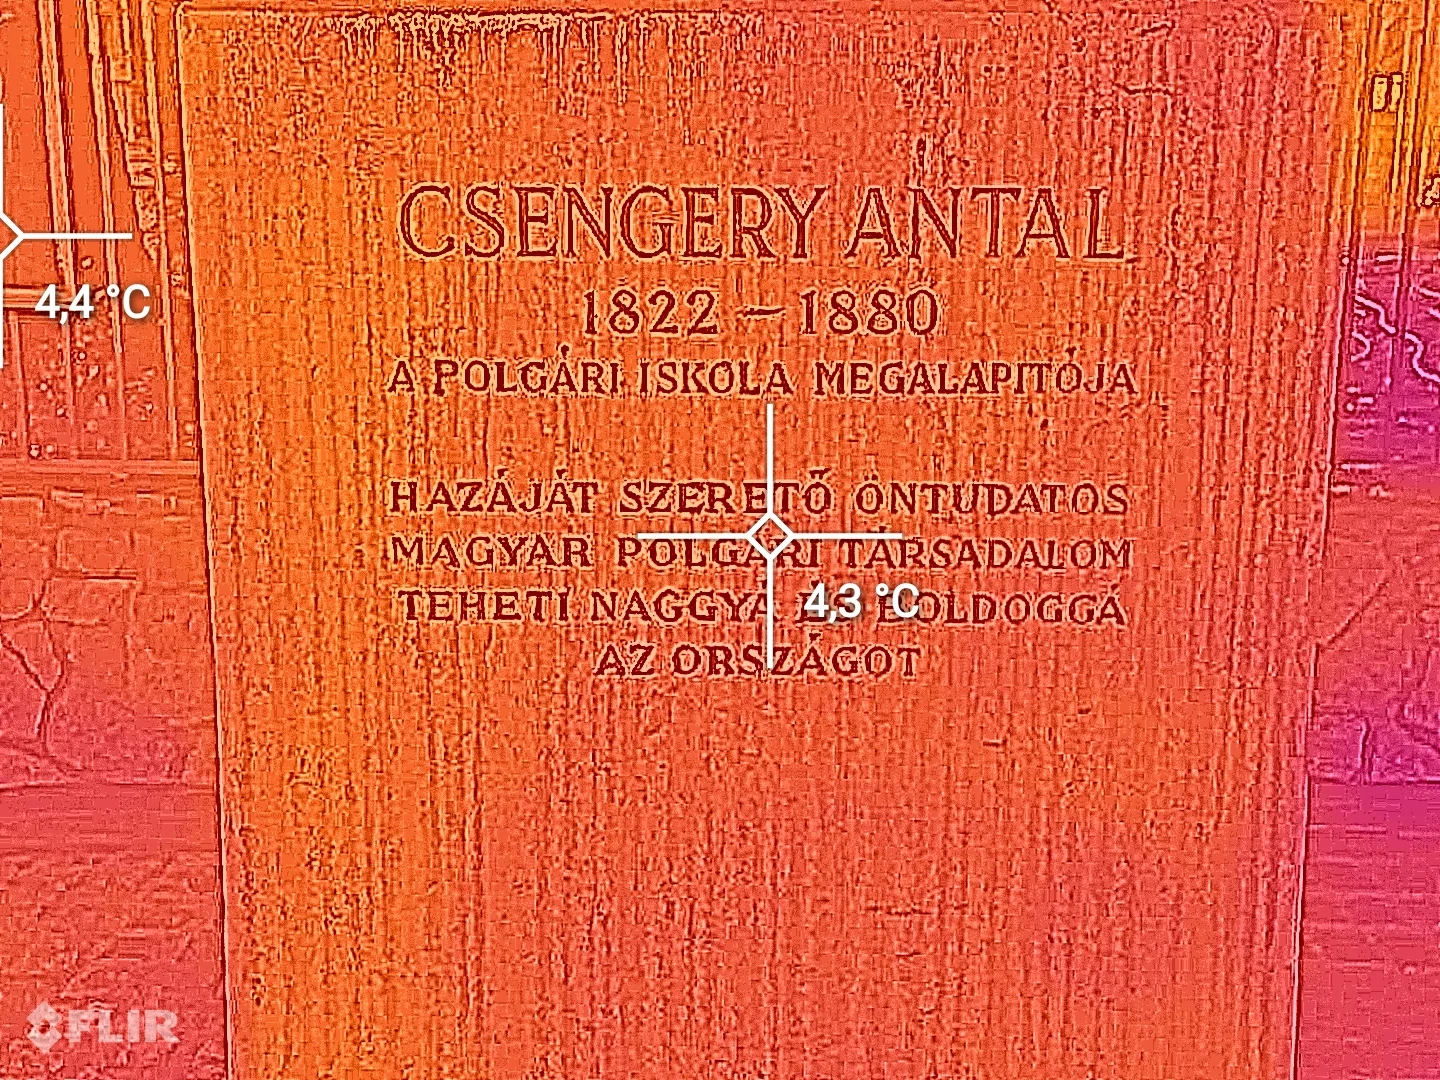 CSENGERY ANTAL
1822 – 1880
A POLGÁRI ISKOLA MEGALAPITÓJA
HAZÁJÁT SZERETŐ ÖNTUDATOS
MAGYAR POLGÁRI TÁRSADALOM
TEHETI NAGGYÁ ÉS BOLDOGGÁ
AZ ORSZÁGOT
4,4 °C
4,3 °C
FLIR